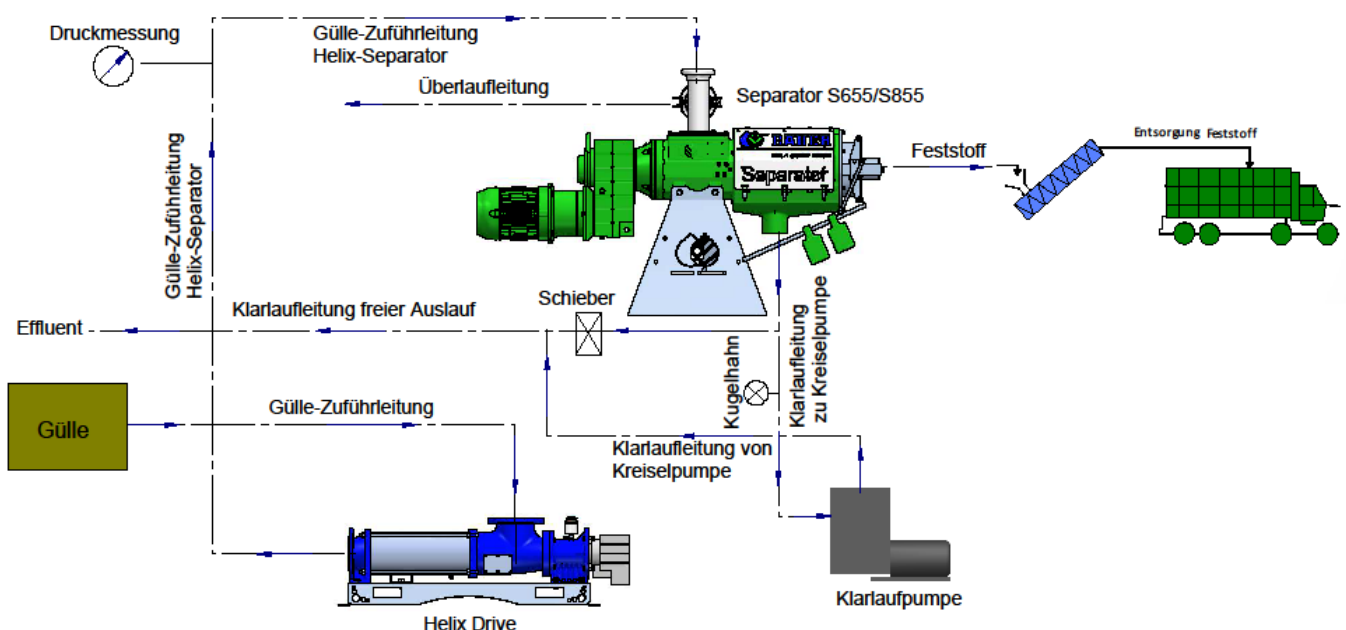 Druckmessung
Gülle-Zuführleitung
Helix-Separator
Überlaufleitung
Separator S655/S855
BAUER
Separator
Feststoff
Entsorgung Feststoff
Gülle-Zuführleitung
Helix-Separator
Klarlaufleitung freier Auslauf
Schieber
Effluent
Kugelhahn
Klarlaufleitung
zu Kreiselpumpe
Gülle
Gülle-Zuführleitung
Klarlaufleitung von
Kreiselpumpe
Klarlaufpumpe
Helix Drive